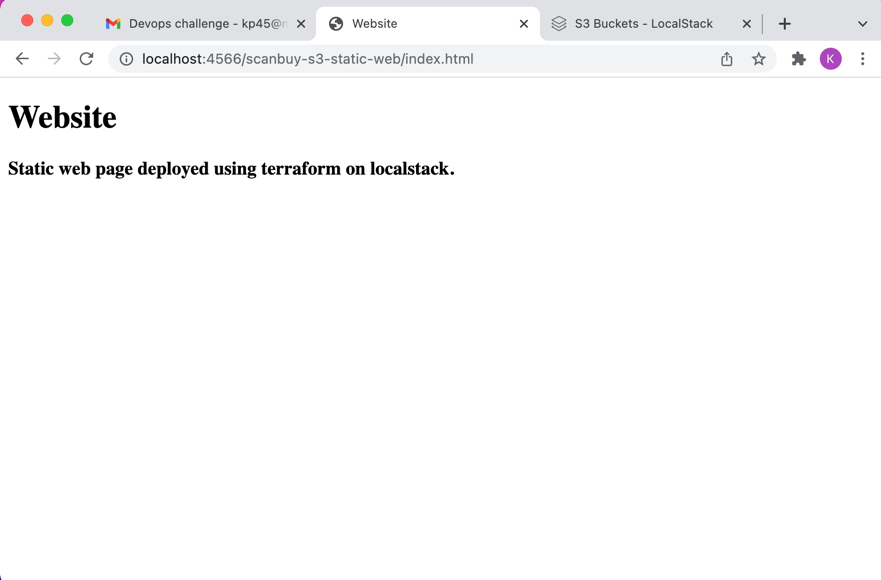 Devops challenge - kp45@n
Website
S3 Buckets - LocalStack
localhost:4566/scanbuy-s3-static-web/index.html
K
Website
Static web page deployed using terraform on localstack.